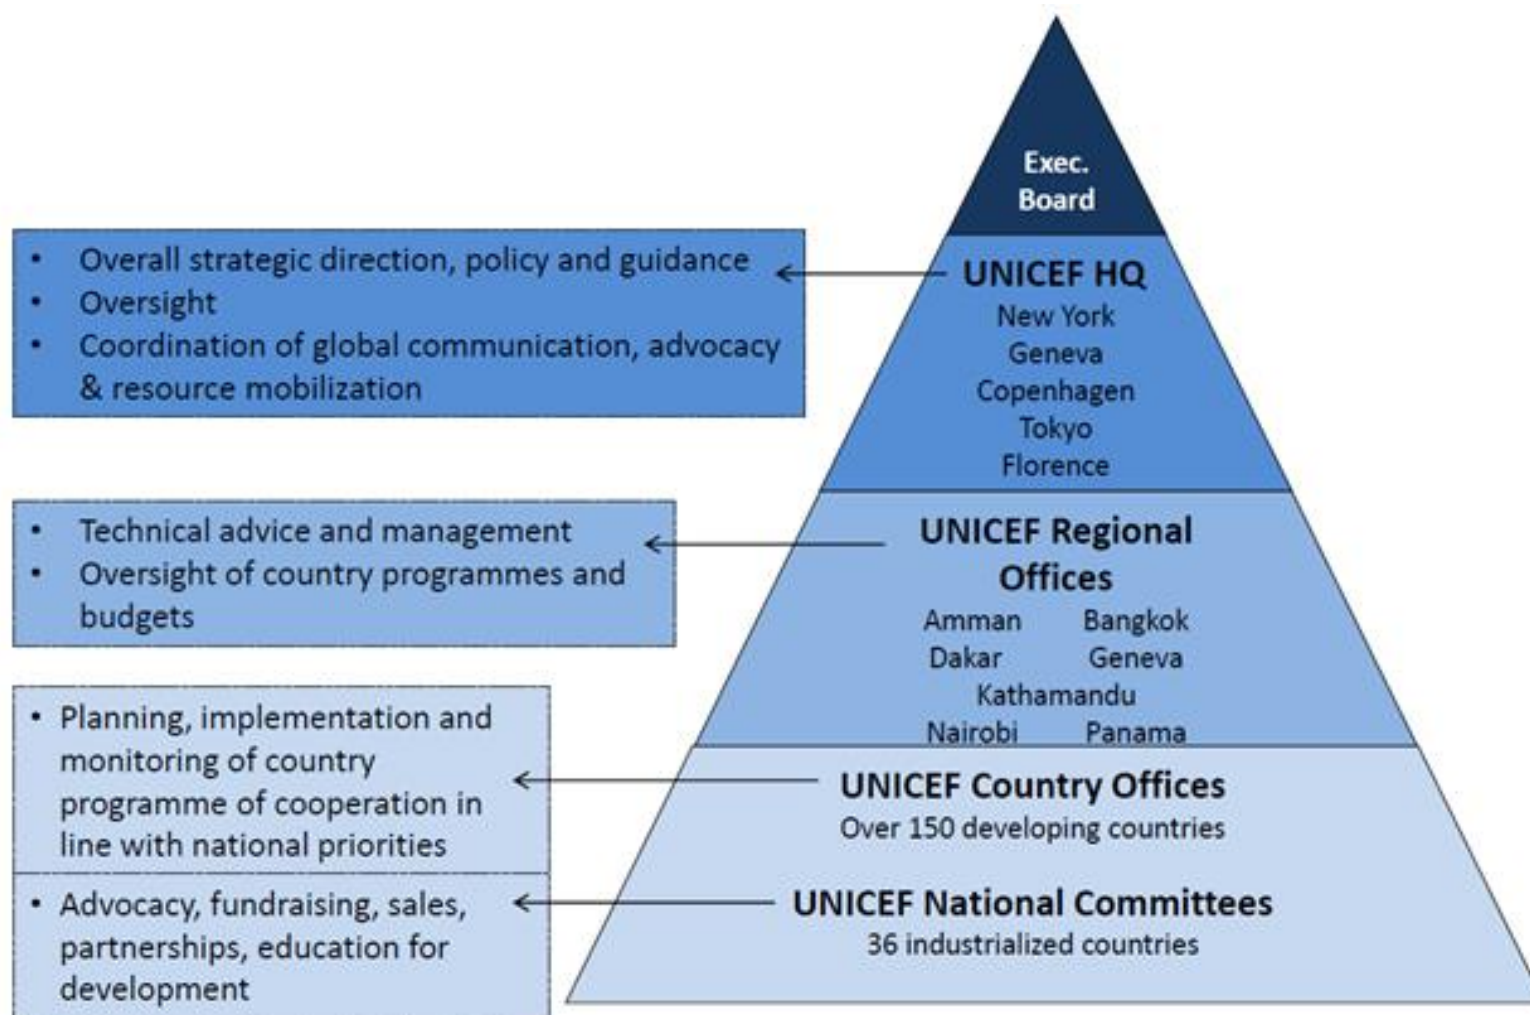 Exec.
Board
• Overall strategic direction, policy and guidance
• Oversight
• Coordination of global communication, advocacy
& resource mobilization
UNICEF HQ
New York
Geneva
Copenhagen
Tokyo
Florence
• Technical advice and management
• Oversight of country programmes and
budgets
UNICEF Regional
Offices
Amman Bangkok
Dakar Geneva
Kathamandu
Nairobi Panama
• Planning, implementation and
monitoring of country
programme of cooperation in
line with national priorities
UNICEF Country Offices
Over 150 developing countries
• Advocacy, fundraising, sales,
partnerships, education for
development
UNICEF National Committees
36 industrialized countries